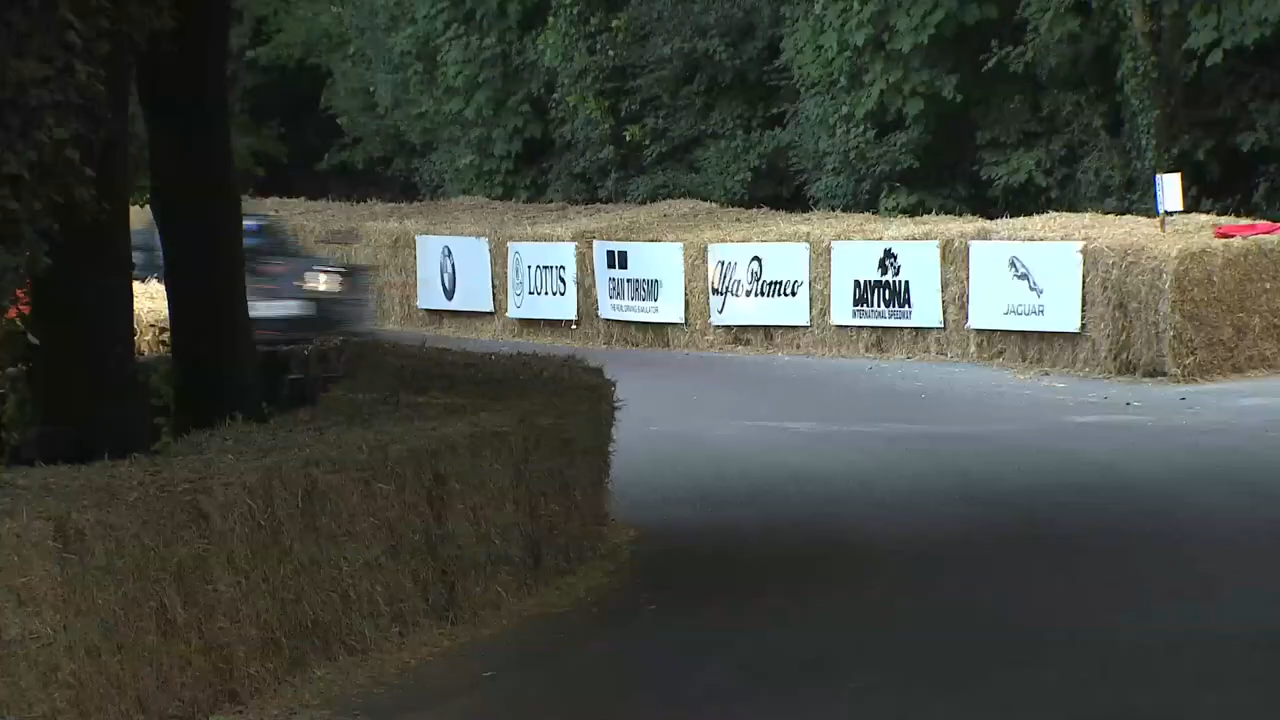 LOTUS
GRAN TURISMO
THE REAL DRIVING SIMULATOR
Alfa Romeo
DAYTONA
INTERNATIONAL SPEEDWAY
JAGUAR